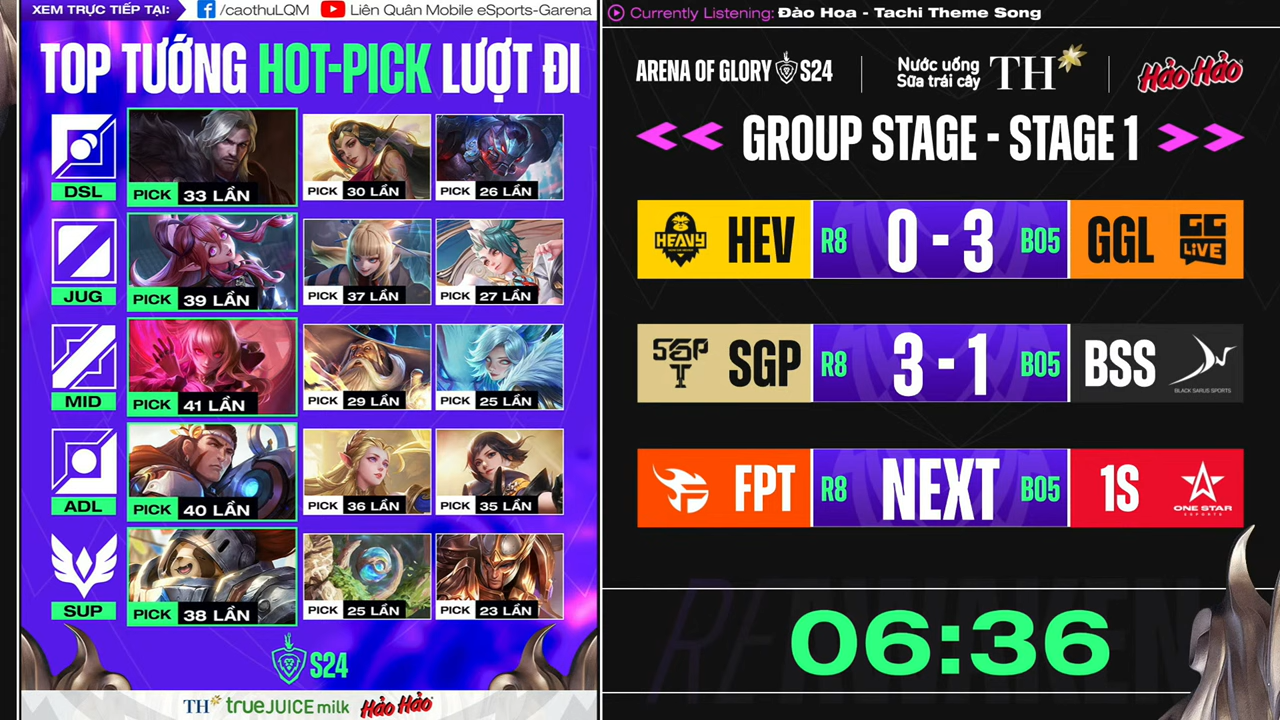 XEM TRỰC TIẾP TẠI: /caothuLQM Liên Quân Mobile eSports-Garena
TOP TƯỚNG HOT-PICK LƯỢT ĐI
DSL
PICK 33 LẦN
PICK 30 LẦN
PICK 26 LẦN
JUG
PICK 39 LẦN
PICK 37 LẦN
PICK 27 LẦN
MID
PICK 41 LẦN
PICK 29 LẦN
PICK 25 LẦN
ADL
PICK 40 LẦN
PICK 36 LẦN
PICK 35 LẦN
SUP
PICK 38 LẦN
PICK 25 LẦN
PICK 23 LẦN
S24
TH trueJUICE milk Hảo Hảo
Currently Listening: Đào Hoa - Tachi Theme Song
ARENA OF GLORY S24
Nước uống
Sữa trái cây
TH
Hảo Hảo
GROUP STAGE - STAGE 1
HEAVY HEV R8 0 - 3 BO5 GGL GG LIVE
SGP R8 3 - 1 BO5 BSS
BLACK SARUS SPORTS
FPT R8 NEXT BO5 1S
ONE STAR
ESPORTS
06:36